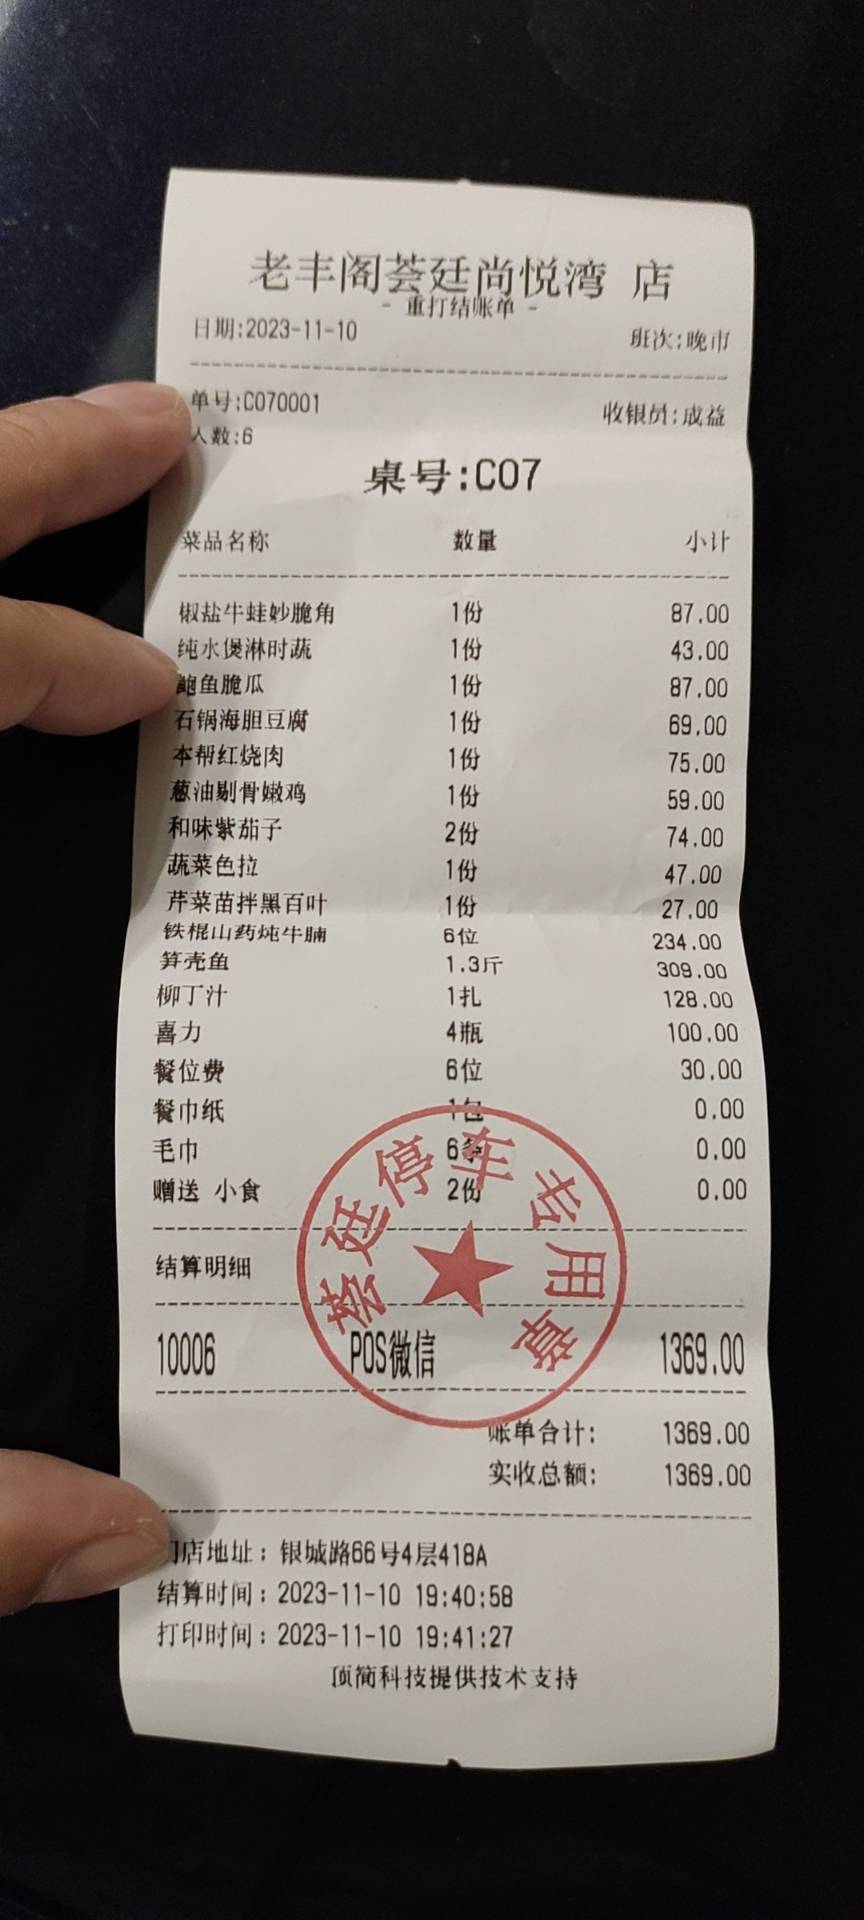 老丰阁荟廷尚悦湾 店
- 重打结账单 -
日期:2023-11-10 班次:晚市
单号:C070001 收银员:成益
人数:6
桌号:C07
菜品名称 数量 小计
椒盐牛蛙妙脆角 1份 87.00
纯水煲淋时蔬 1份 43.00
鲍鱼脆瓜 1份 87.00
石锅海胆豆腐 1份 69.00
本帮红烧肉 1份 75.00
葱油剔骨嫩鸡 1份 59.00
和味紫茄子 2份 74.00
蔬菜色拉 1份 47.00
芹菜苗拌黑百叶 1份 27.00
铁棍山药炖牛腩 6位 234.00
笋壳鱼 1.3斤 309.00
柳丁汁 1扎 128.00
喜力 4瓶 100.00
餐位费 6位 30.00
餐巾纸 1包 0.00
毛巾 6条 0.00
赠送 小食 2份 0.00
荟廷停车专用章
结算明细
10006 POS微信 1369.00
账单合计: 1369.00
实收总额: 1369.00
门店地址：银城路66号4层418A
结算时间：2023-11-10 19:40:58
打印时间：2023-11-10 19:41:27
顶简科技提供技术支持